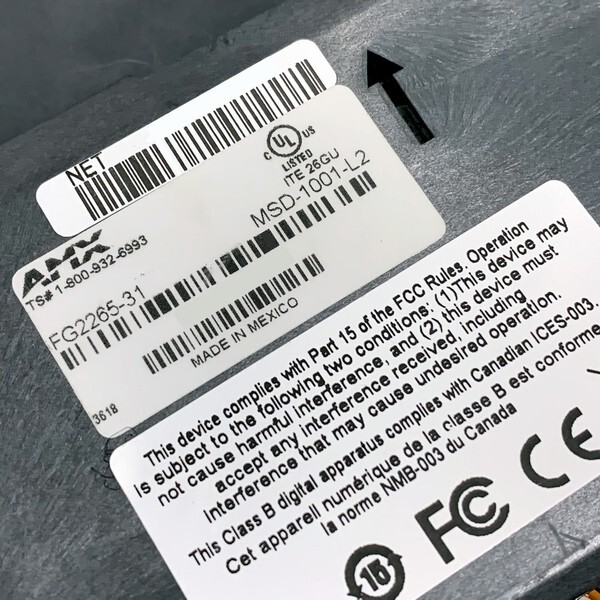 NET
C UL US
LISTED
ITE 26GU
AMX
TS# 1-800-932-6993
MSD-1001-L2
FG2265-31
MADE IN MEXICO
3618
This device complies with Part 15 of the FCC Rules. Operation
is subject to the following two conditions: (1)This device may
not cause harmful interference, and (2) this device must
accept any interference received, including
interference that may cause undesired operation.
This Class B digital apparatus complies with Canadian ICES-003.
Cet appareil numérique de la classe B est conforme
la norme NMB-003 du Canada
15
FC
CE